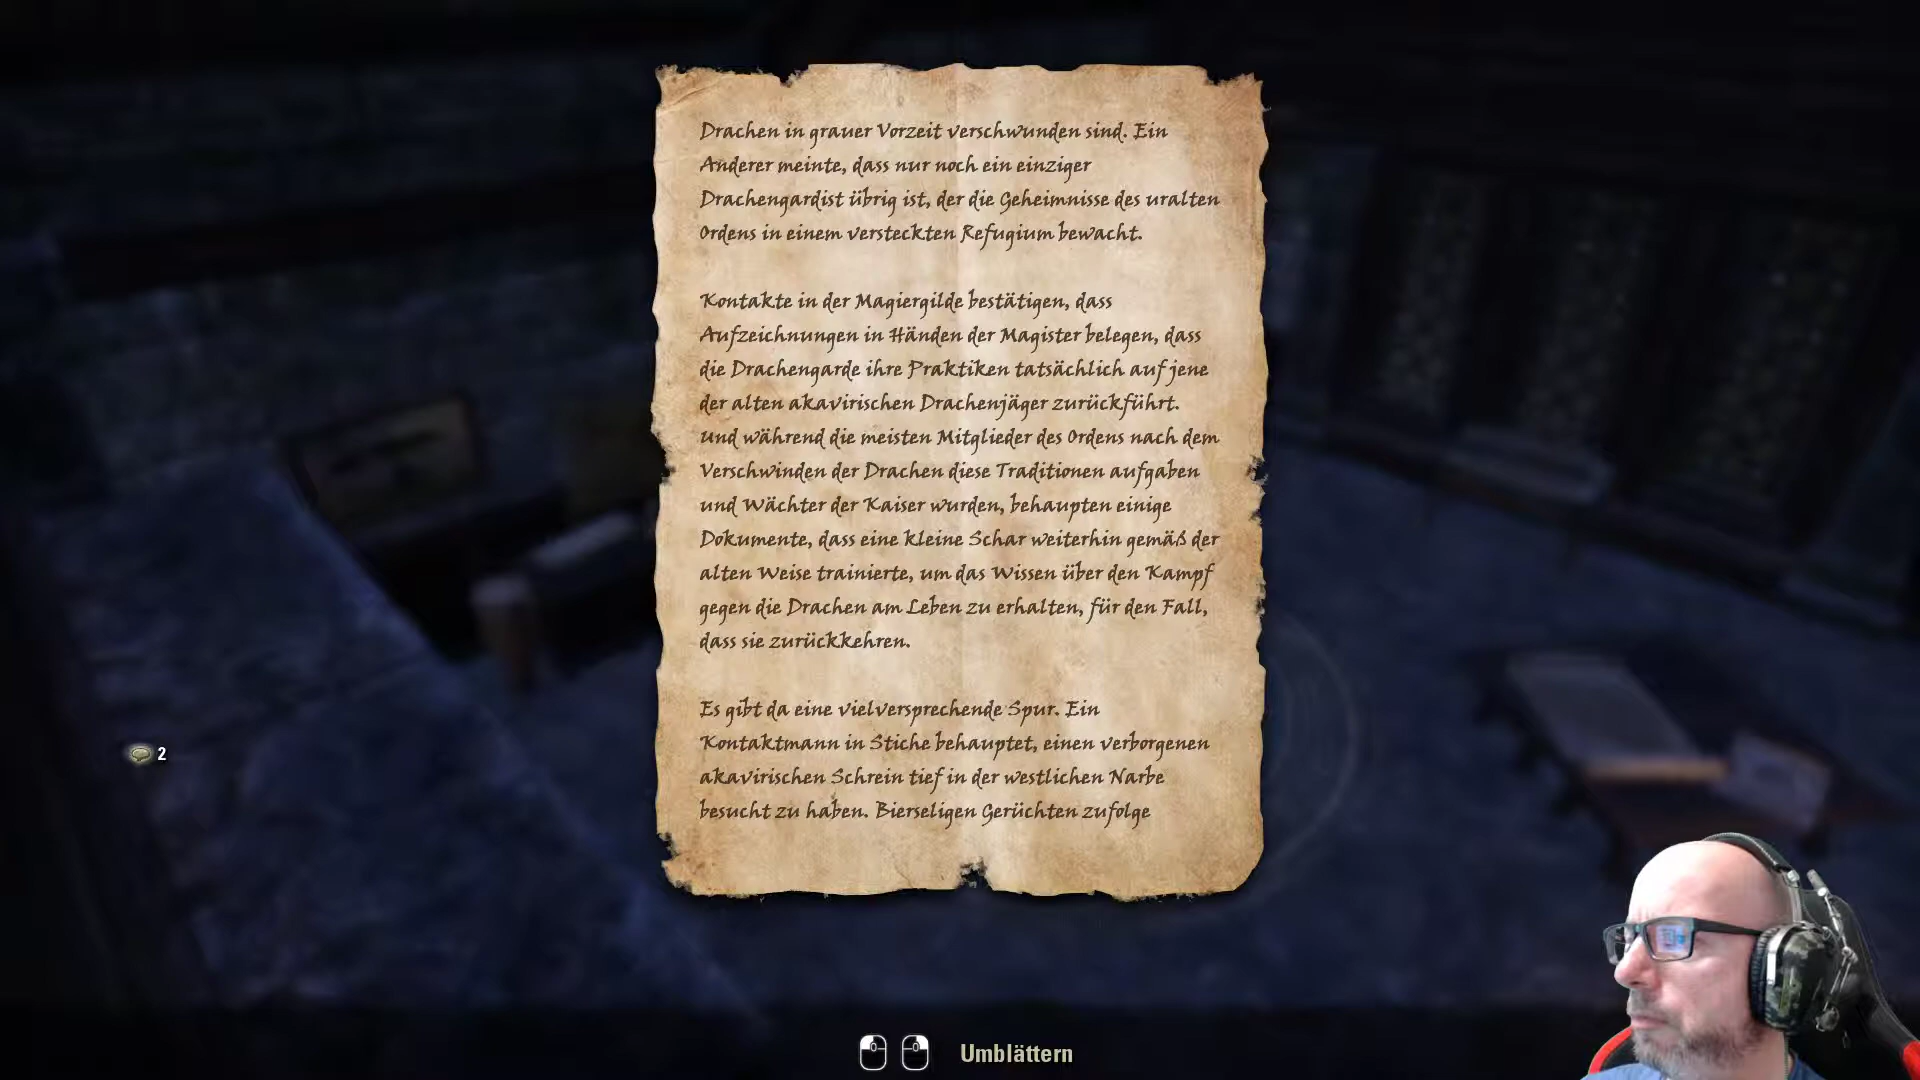 Drachen in grauer Vorzeit verschwunden sind. Ein
Anderer meinte, dass nur noch ein einziger
Drachengardist übrig ist, der die Geheimnisse des uralten
Ordens in einem versteckten Refugium bewacht.
Kontakte in der Magiergilde bestätigen, dass
Aufzeichnungen in Händen der Magister belegen, dass
die Drachengarde ihre Praktiken tatsächlich auf jene
der alten akavirischen Drachenjäger zurückführt.
Und während die meisten Mitglieder des Ordens nach dem
Verschwinden der Drachen diese Traditionen aufgaben
und Wächter der Kaiser wurden, behaupten einige
Dokumente, dass eine kleine Schar weiterhin gemäß der
alten Weise trainierte, um das Wissen über den Kampf
gegen die Drachen am Leben zu erhalten, für den Fall,
dass sie zurückkehren.
Es gibt da eine vielversprechende Spur. Ein
Kontaktmann in Stiche behauptet, einen verborgenen
akavirischen Schrein tief in der westlichen Narbe
besucht zu haben. Bierseligen Gerüchten zufolge
2
Umblättern